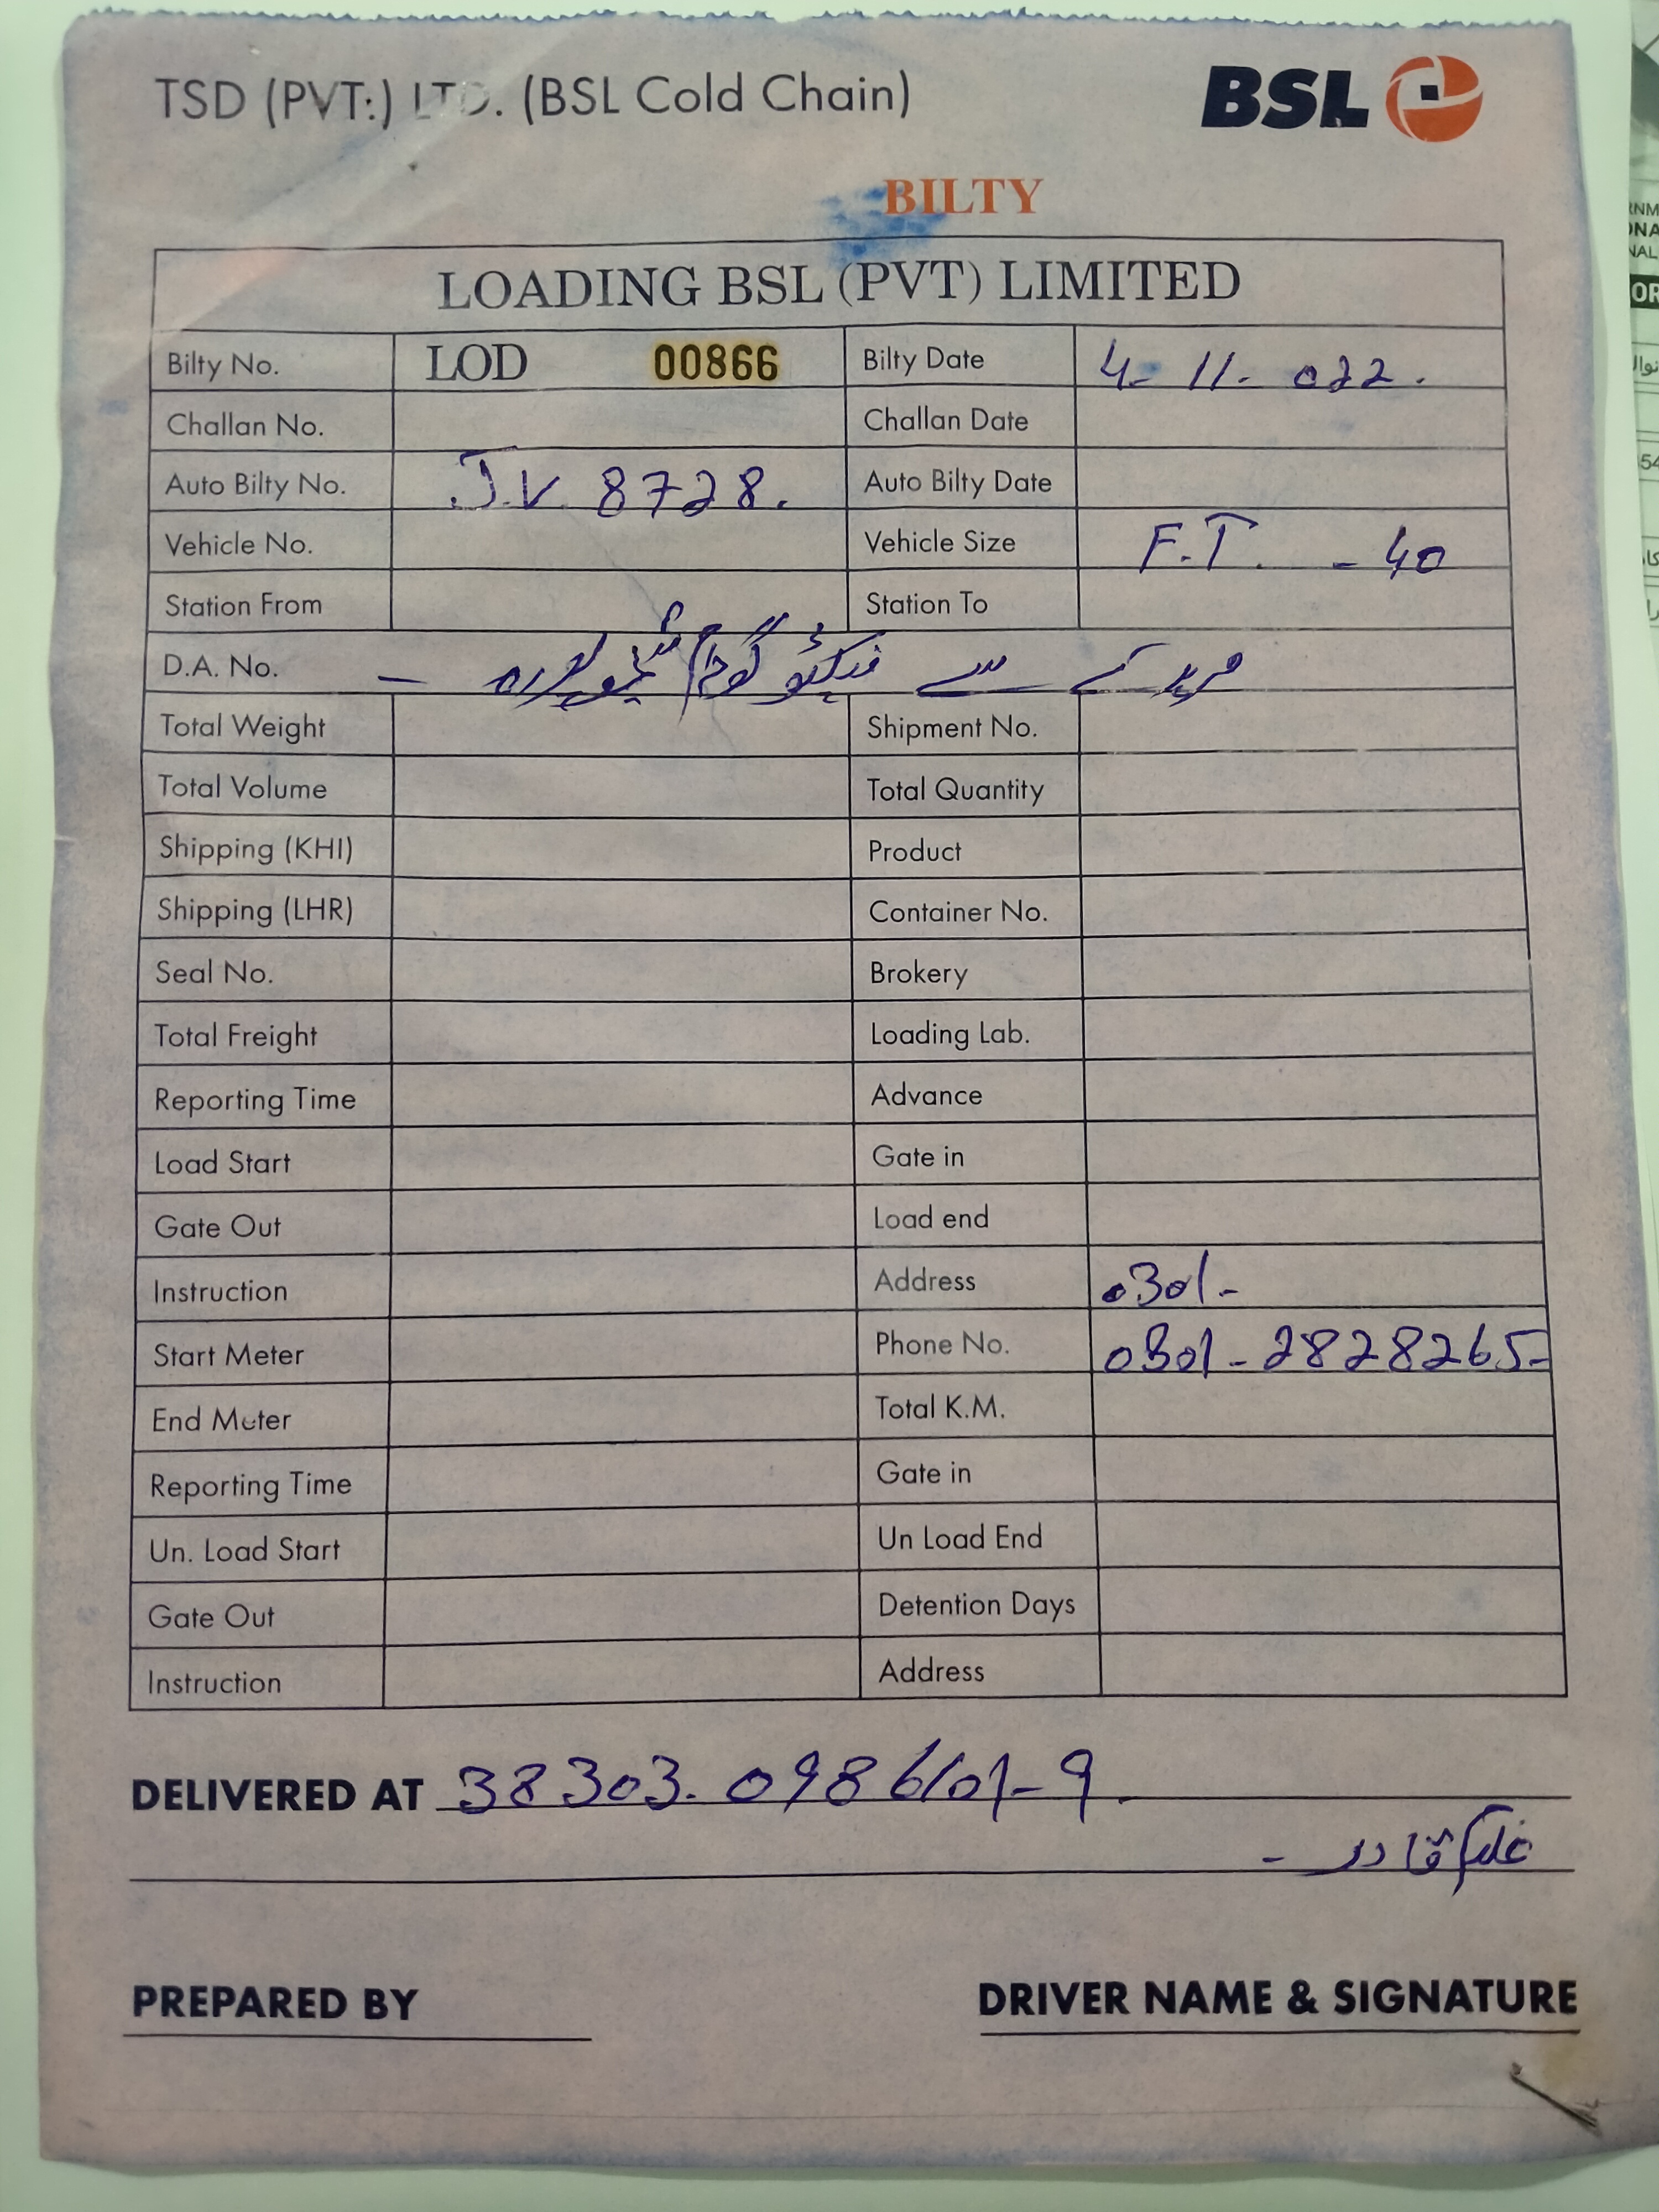 TSD (PVT:) LTD. (BSL Cold Chain)
BSL
BILTY
LOADING BSL (PVT) LIMITED
Bilty No. LOD 00866 Bilty Date 4-11-022.
Challan No. Challan Date
Auto Bilty No. J.V 8728. Auto Bilty Date
Vehicle No. Vehicle Size F.T. - 40
Station From Station To
D.A. No. مرید کے سے
Total Weight Shipment No.
Total Volume Total Quantity
Shipping (KHI) Product
Shipping (LHR) Container No.
Seal No. Brokery
Total Freight Loading Lab.
Reporting Time Advance
Load Start Gate in
Gate Out Load end
Instruction Address 0301-
Start Meter Phone No. 0301-2828265-
End Meter Total K.M.
Reporting Time Gate in
Un. Load Start Un Load End
Gate Out Detention Days
Instruction Address
DELIVERED AT 38303.0986101-9.
غلام قادر -
PREPARED BY DRIVER NAME & SIGNATURE